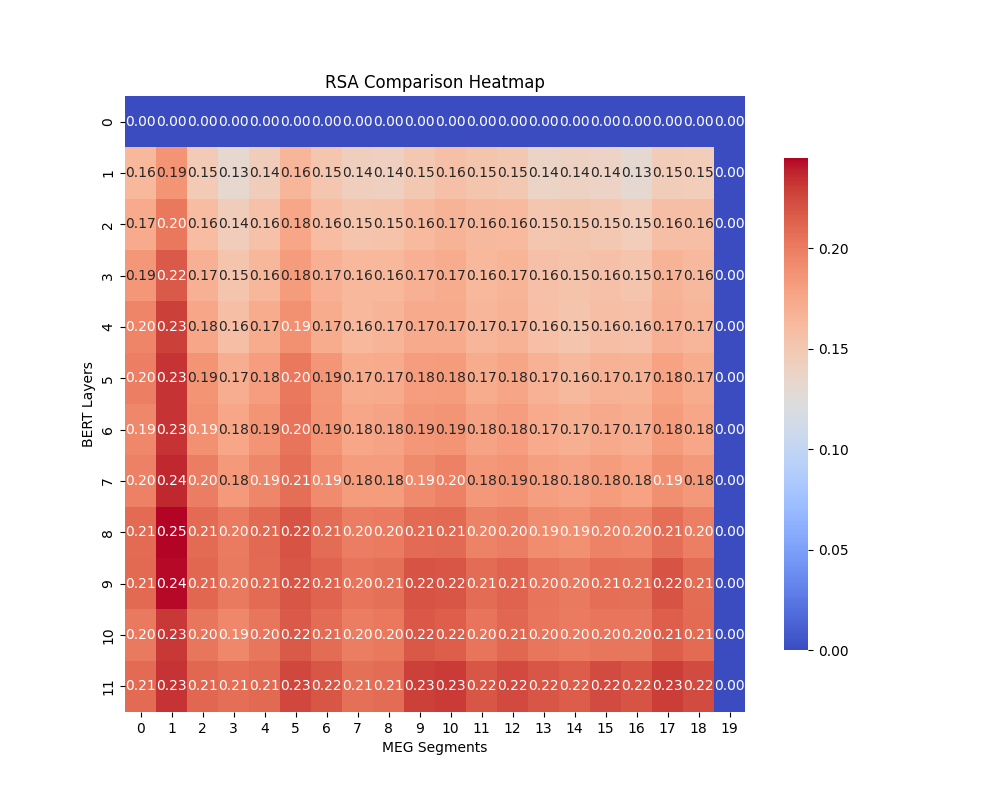 RSA Comparison Heatmap
0 0.00 0.00 0.00 0.00 0.00 0.00 0.00 0.00 0.00 0.00 0.00 0.00 0.00 0.00 0.00 0.00 0.00 0.00 0.00 0.00
1 0.16 0.19 0.15 0.13 0.14 0.16 0.15 0.14 0.14 0.15 0.16 0.15 0.15 0.14 0.14 0.14 0.13 0.15 0.15 0.00
2 0.17 0.20 0.16 0.14 0.16 0.18 0.16 0.15 0.15 0.16 0.17 0.16 0.16 0.15 0.15 0.15 0.15 0.16 0.16 0.00
3 0.19 0.22 0.17 0.15 0.16 0.18 0.17 0.16 0.16 0.17 0.17 0.16 0.17 0.16 0.15 0.16 0.15 0.17 0.16 0.00
4 0.20 0.23 0.18 0.16 0.17 0.19 0.17 0.16 0.17 0.17 0.17 0.17 0.17 0.16 0.15 0.16 0.16 0.17 0.17 0.00
5 0.20 0.23 0.19 0.17 0.18 0.20 0.19 0.17 0.17 0.18 0.18 0.17 0.18 0.17 0.16 0.17 0.17 0.18 0.17 0.00
6 0.19 0.23 0.19 0.18 0.19 0.20 0.19 0.18 0.18 0.19 0.19 0.18 0.18 0.17 0.17 0.17 0.17 0.18 0.18 0.00
7 0.20 0.24 0.20 0.18 0.19 0.21 0.19 0.18 0.18 0.19 0.20 0.18 0.19 0.18 0.18 0.18 0.18 0.19 0.18 0.00
8 0.21 0.25 0.21 0.20 0.21 0.22 0.21 0.20 0.20 0.21 0.21 0.20 0.20 0.19 0.19 0.20 0.20 0.21 0.20 0.00
9 0.21 0.24 0.21 0.20 0.21 0.22 0.21 0.20 0.21 0.22 0.22 0.21 0.21 0.20 0.20 0.21 0.21 0.22 0.21 0.00
10 0.20 0.23 0.20 0.19 0.20 0.22 0.21 0.20 0.20 0.22 0.22 0.20 0.21 0.20 0.20 0.20 0.20 0.21 0.21 0.00
11 0.21 0.23 0.21 0.21 0.21 0.23 0.22 0.21 0.21 0.23 0.23 0.22 0.22 0.22 0.22 0.22 0.22 0.23 0.22 0.00
0 1 2 3 4 5 6 7 8 9 10 11 12 13 14 15 16 17 18 19
MEG Segments
BERT Layers
0.20
0.15
0.10
0.05
0.00